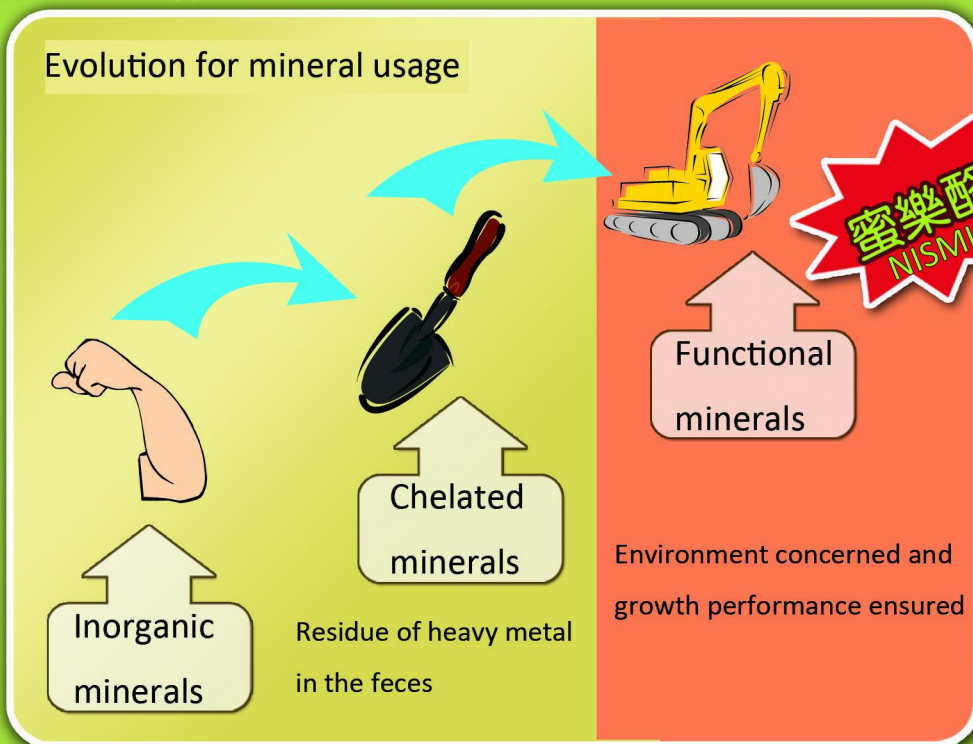 Evolution for mineral usage
蜜樂
Functional
minerals
Chelated
minerals
Environment concerned and
growth performance ensured
Inorganic
minerals
Residue of heavy metal
in the feces